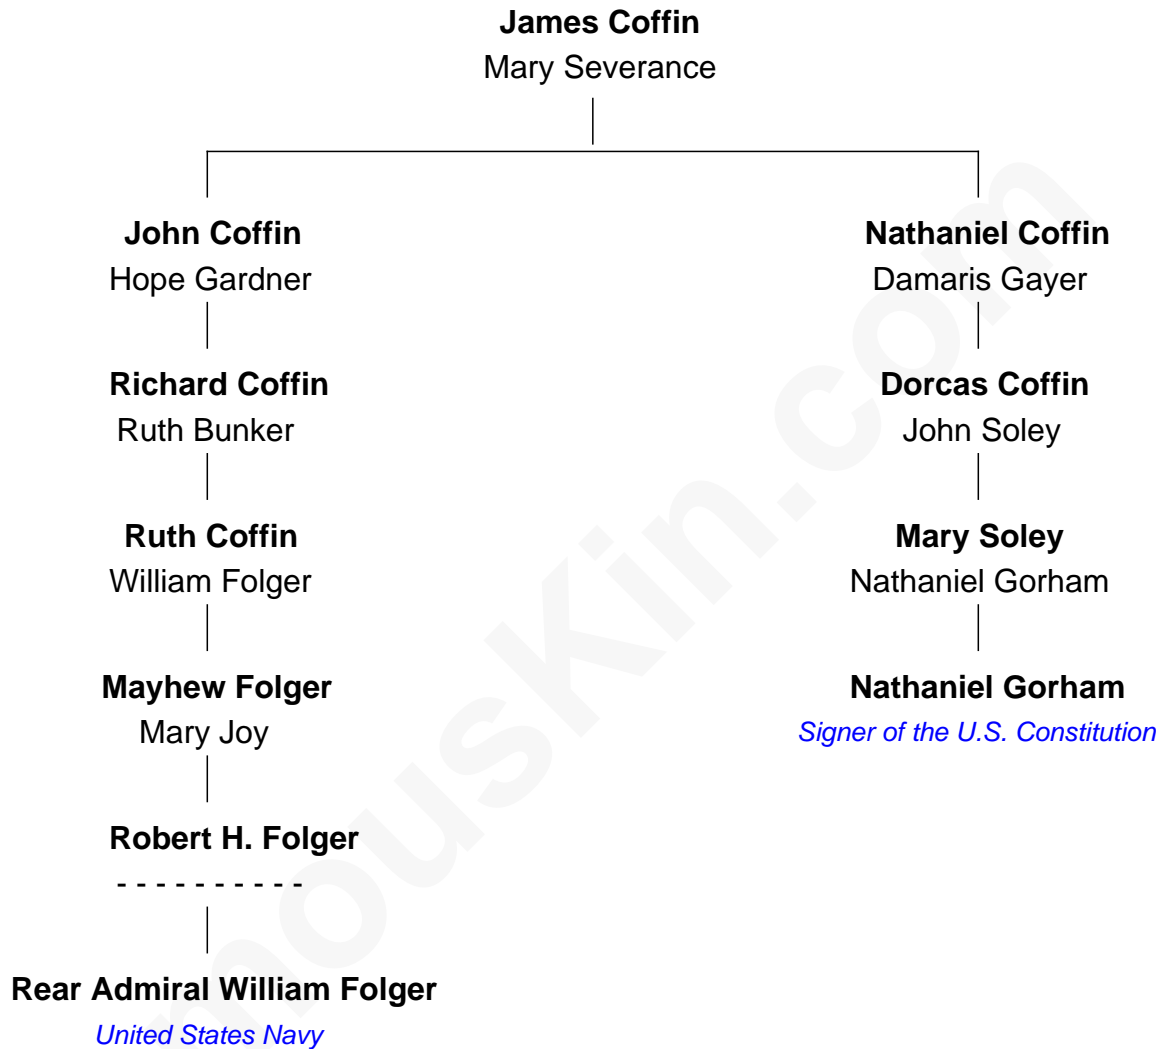 James Coffin
Mary Severance
John Coffin
Hope Gardner
Nathaniel Coffin
Damaris Gayer
Richard Coffin
Ruth Bunker
Dorcas Coffin
John Soley
Ruth Coffin
William Folger
Mary Soley
Nathaniel Gorham
Mayhew Folger
Mary Joy
Nathaniel Gorham
Signer of the U.S. Constitution
Robert H. Folger
- - - - - - - - - -
Rear Admiral William Folger
United States Navy
mousKin.com